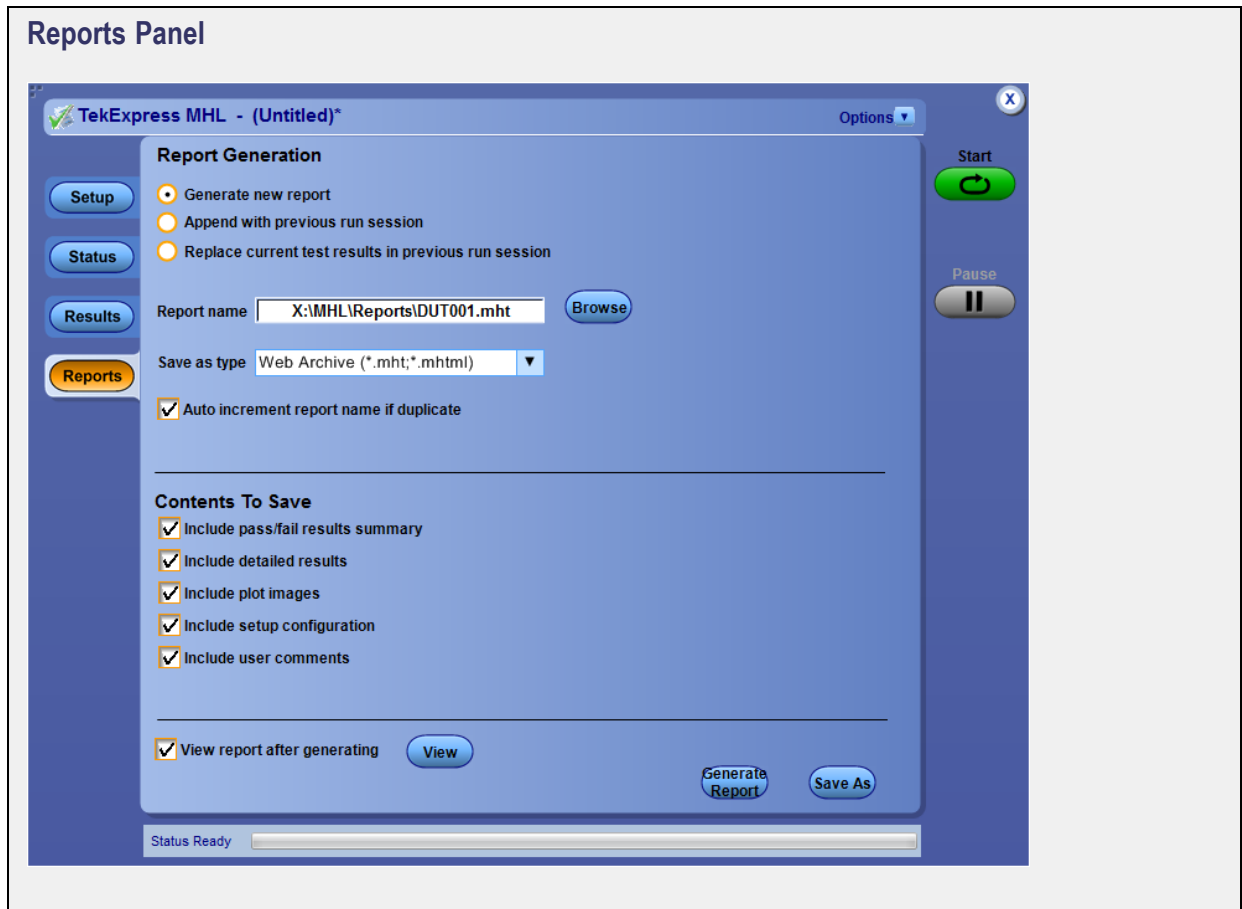 Reports Panel
X
TekExpress MHL - (Untitled)*
Options
Report Generation
Start
Setup
Generate new report
Append with previous run session
Status
Replace current test results in previous run session
Pause
Report name X:\MHL\Reports\DUT001.mht Browse
Results
Save as type Web Archive (*.mht;*.mhtml)
Reports
Auto increment report name if duplicate
Contents To Save
Include pass/fail results summary
Include detailed results
Include plot images
Include setup configuration
Include user comments
View report after generating View
Generate
Report
Save As
Status Ready